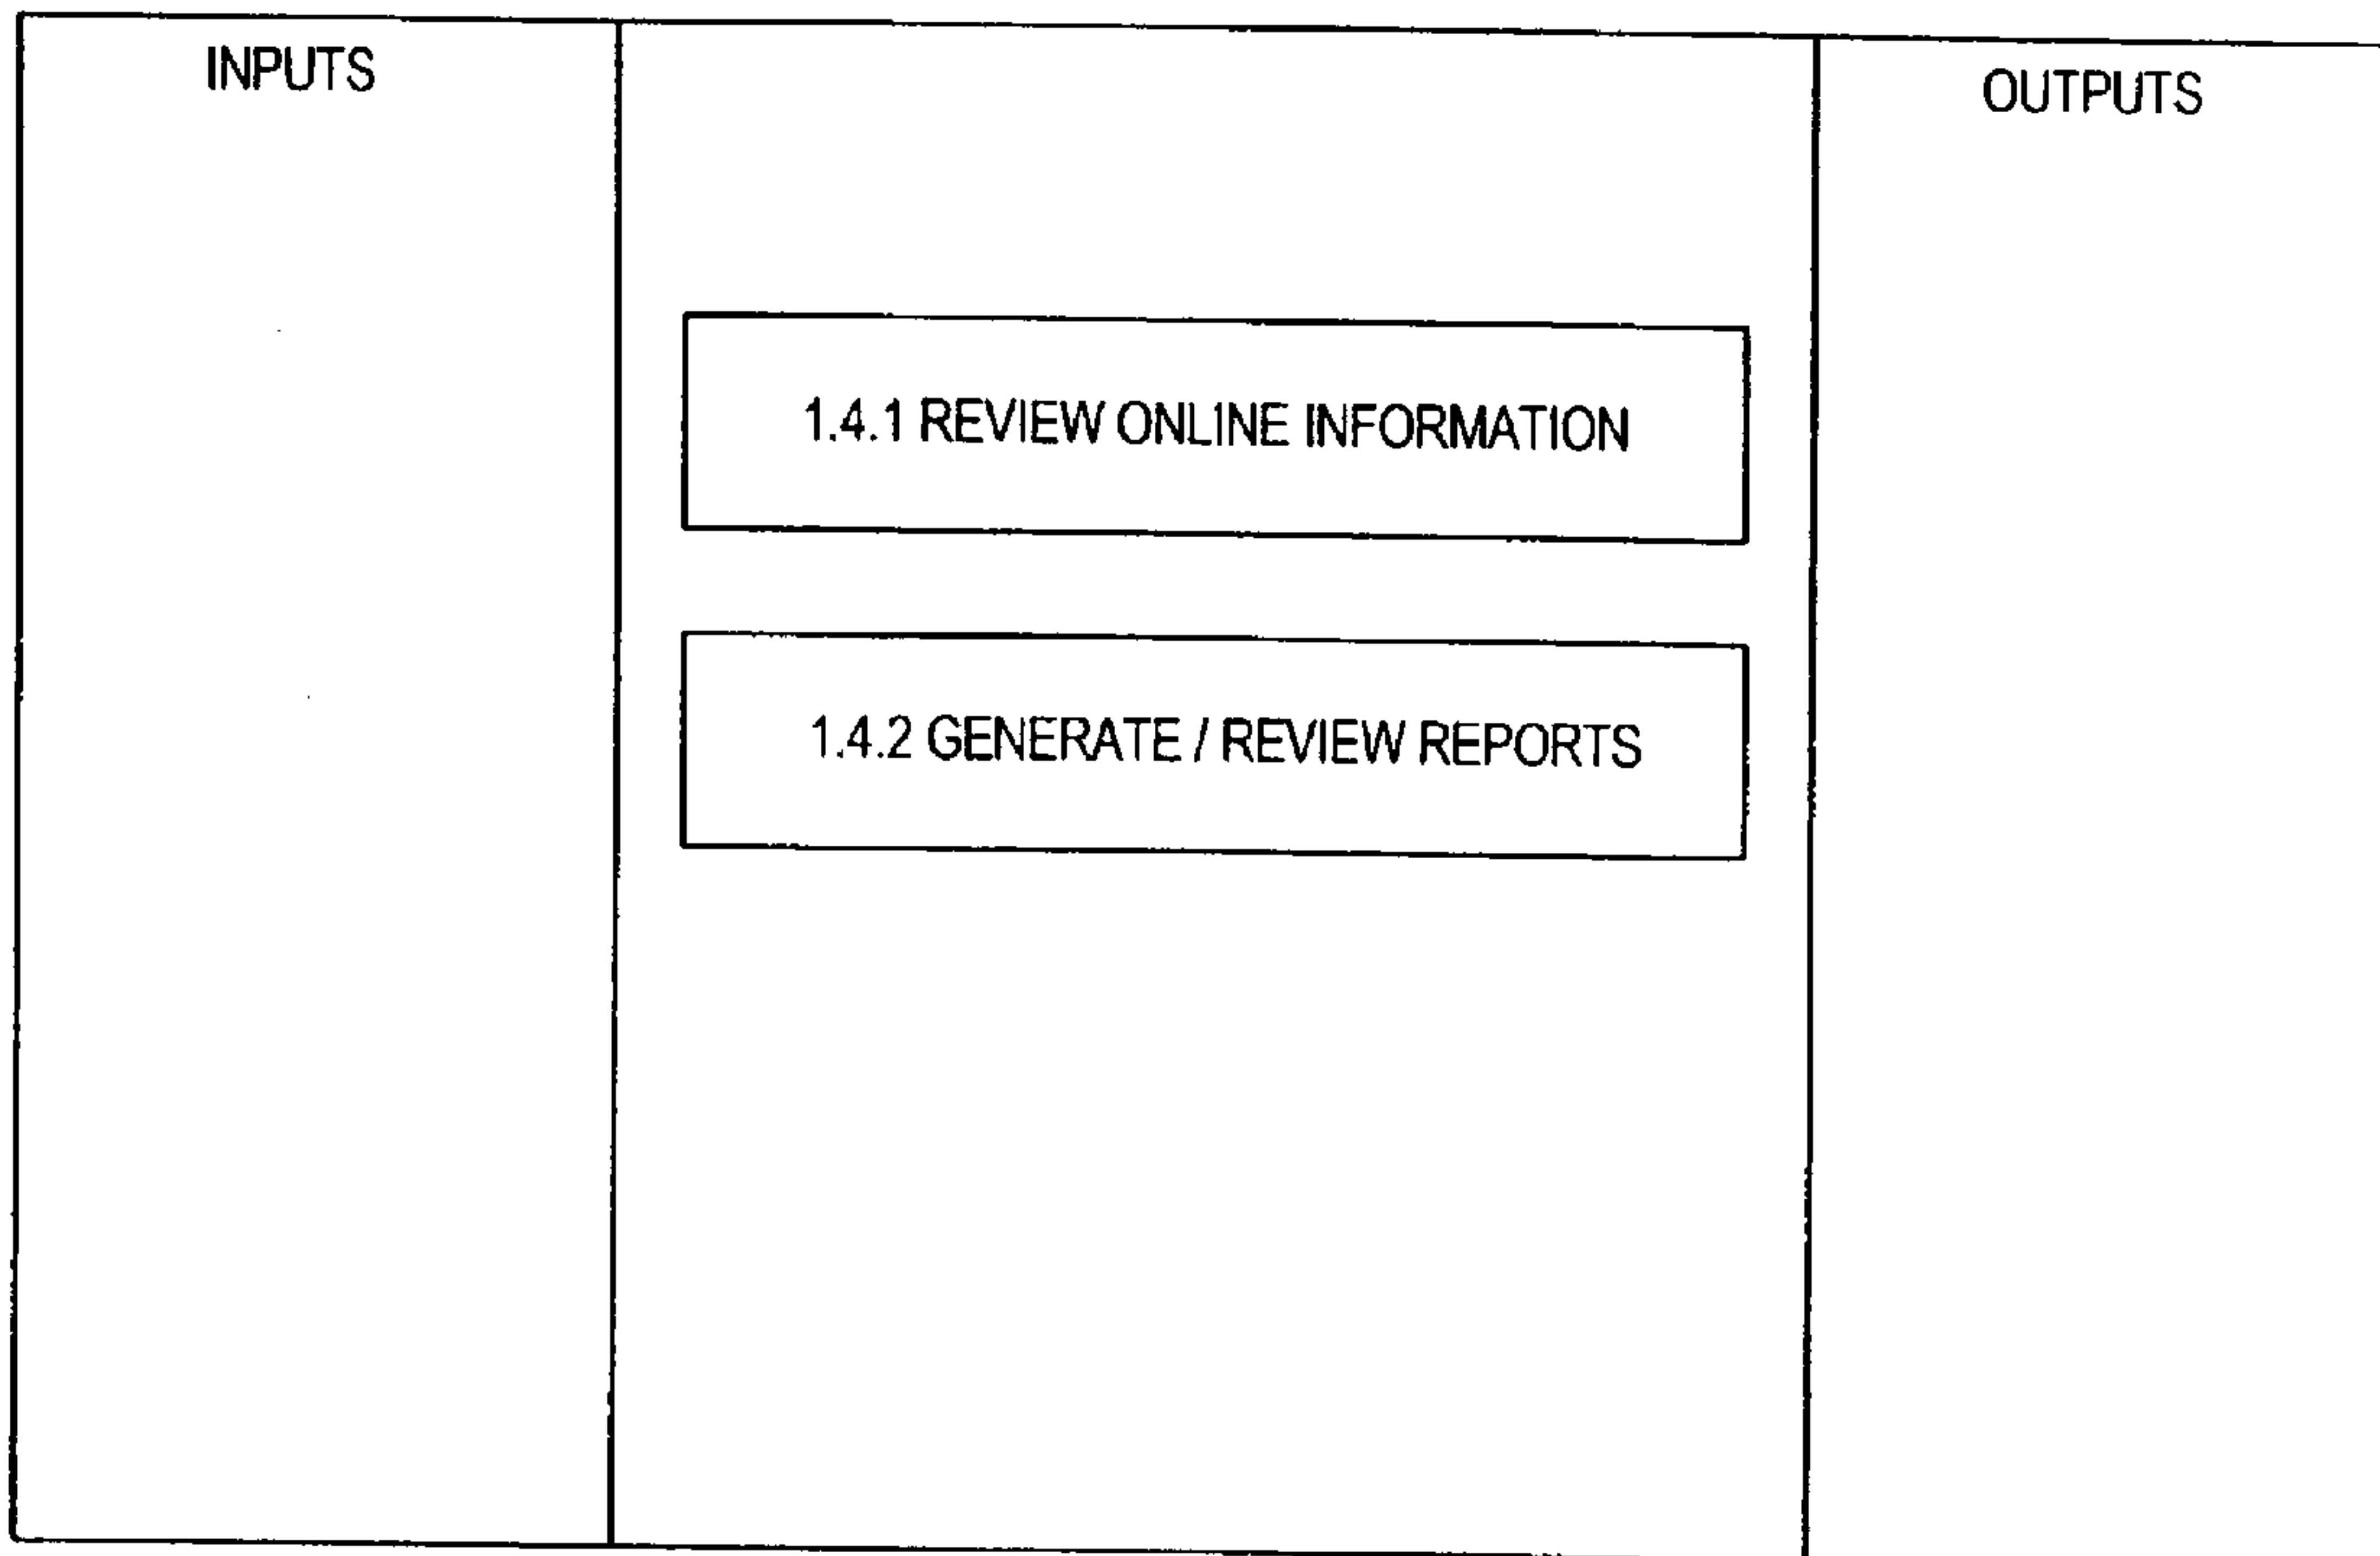 INPUTS
OUTPUTS
1.4.1 REVIEW ONLINE INFORMATION
1.4.2 GENERATE / REVIEW REPORTS